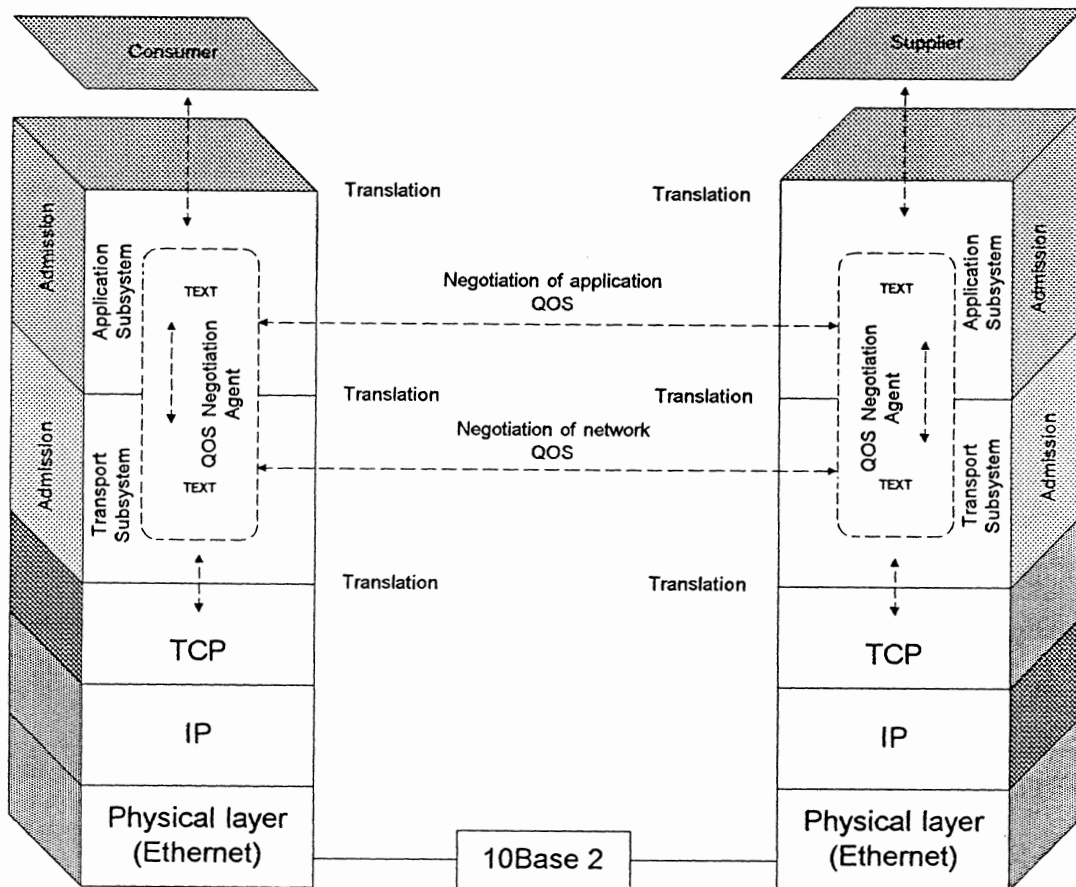 Consumer
Supplier
Translation
Translation
Admission
Application
Subsystem
TEXT
QOS Negotiation
Agent
TEXT
Negotiation of application
QOS
TEXT
QOS Negotiation
Agent
TEXT
Application
Subsystem
Admission
Translation
Translation
Negotiation of network
QOS
Admission
Transport
Subsystem
Transport
Subsystem
Admission
Translation
Translation
TCP
TCP
IP
IP
Physical layer
(Ethernet)
10Base 2
Physical layer
(Ethernet)